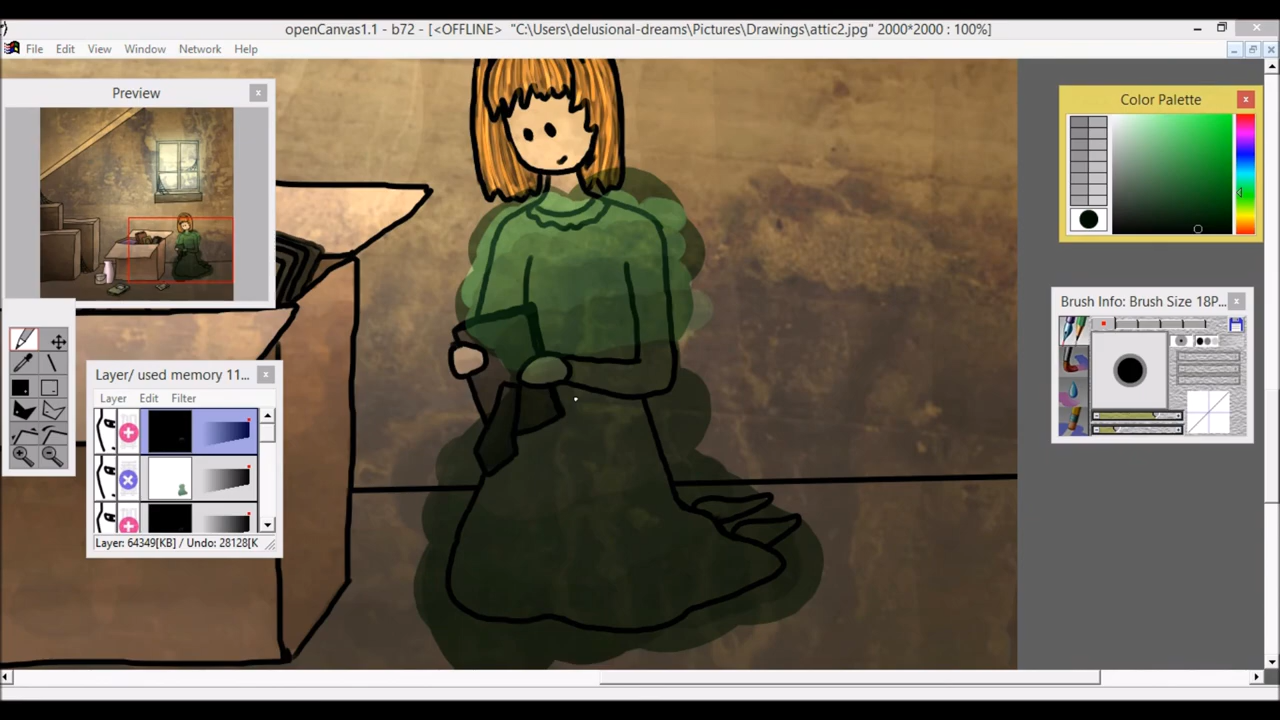 openCanvas1.1 - b72 - [<OFFLINE>   "C:\Users\delusional-dreams\Pictures\Drawings\attic2.jpg" 2000*2000 : 100%]
File Edit View Window Network Help
Preview
Color Palette
Brush Info: Brush Size 18P...
Layer/ used memory 11...
Layer Edit Filter
Layer: 64349[KB] / Undo: 28128[K